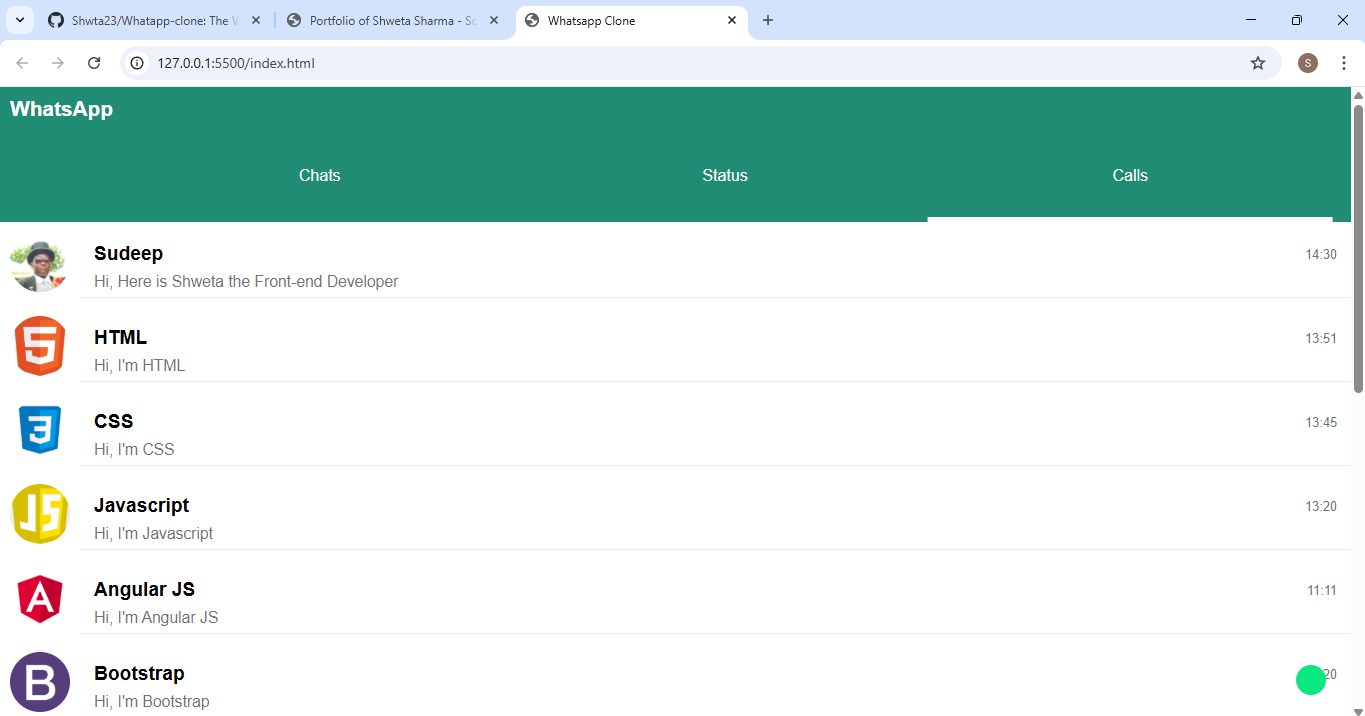 Shwta23/Whatapp-clone: The W
Portfolio of Shweta Sharma - So
Whatsapp Clone
127.0.0.1:5500/index.html
S
WhatsApp
Chats
Status
Calls
Sudeep
14:30
Hi, Here is Shweta the Front-end Developer
5
HTML
13:51
Hi, I'm HTML
3
CSS
13:45
Hi, I'm CSS
JS
Javascript
13:20
Hi, I'm Javascript
A
Angular JS
11:11
Hi, I'm Angular JS
B
Bootstrap
20
Hi, I'm Bootstrap